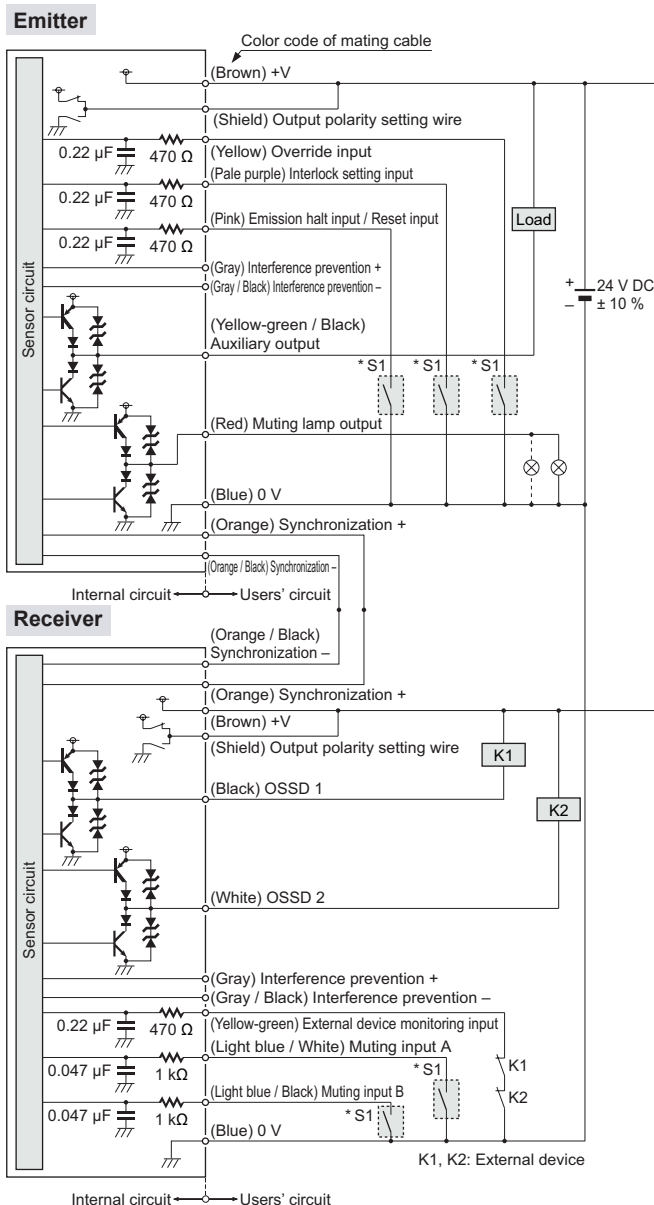 Emitter
Color code of mating cable
(Brown) +V
(Shield) Output polarity setting wire
0.22 µF
470 Ω
(Yellow) Override input
(Pale purple) Interlock setting input
0.22 µF
470 Ω
(Pink) Emission halt input / Reset input
Load
0.22 µF
470 Ω
(Gray) Interference prevention +
(Gray / Black) Interference prevention –
+
–
24 V DC
± 10 %
Sensor circuit
(Yellow-green / Black)
Auxiliary output
* S1
* S1
* S1
(Red) Muting lamp output
(Blue) 0 V
(Orange) Synchronization +
(Orange / Black) Synchronization –
Internal circuit
Users' circuit
Receiver
(Orange / Black)
Synchronization –
(Orange) Synchronization +
(Brown) +V
(Shield) Output polarity setting wire
K1
(Black) OSSD 1
K2
Sensor circuit
(White) OSSD 2
(Gray) Interference prevention +
(Gray / Black) Interference prevention –
0.22 µF
470 Ω
(Yellow-green) External device monitoring input
(Light blue / White) Muting input A
0.047 µF
1 kΩ
* S1
K1
(Light blue / Black) Muting input B
K2
0.047 µF
1 kΩ
* S1
(Blue) 0 V
K1, K2: External device
Internal circuit
Users' circuit